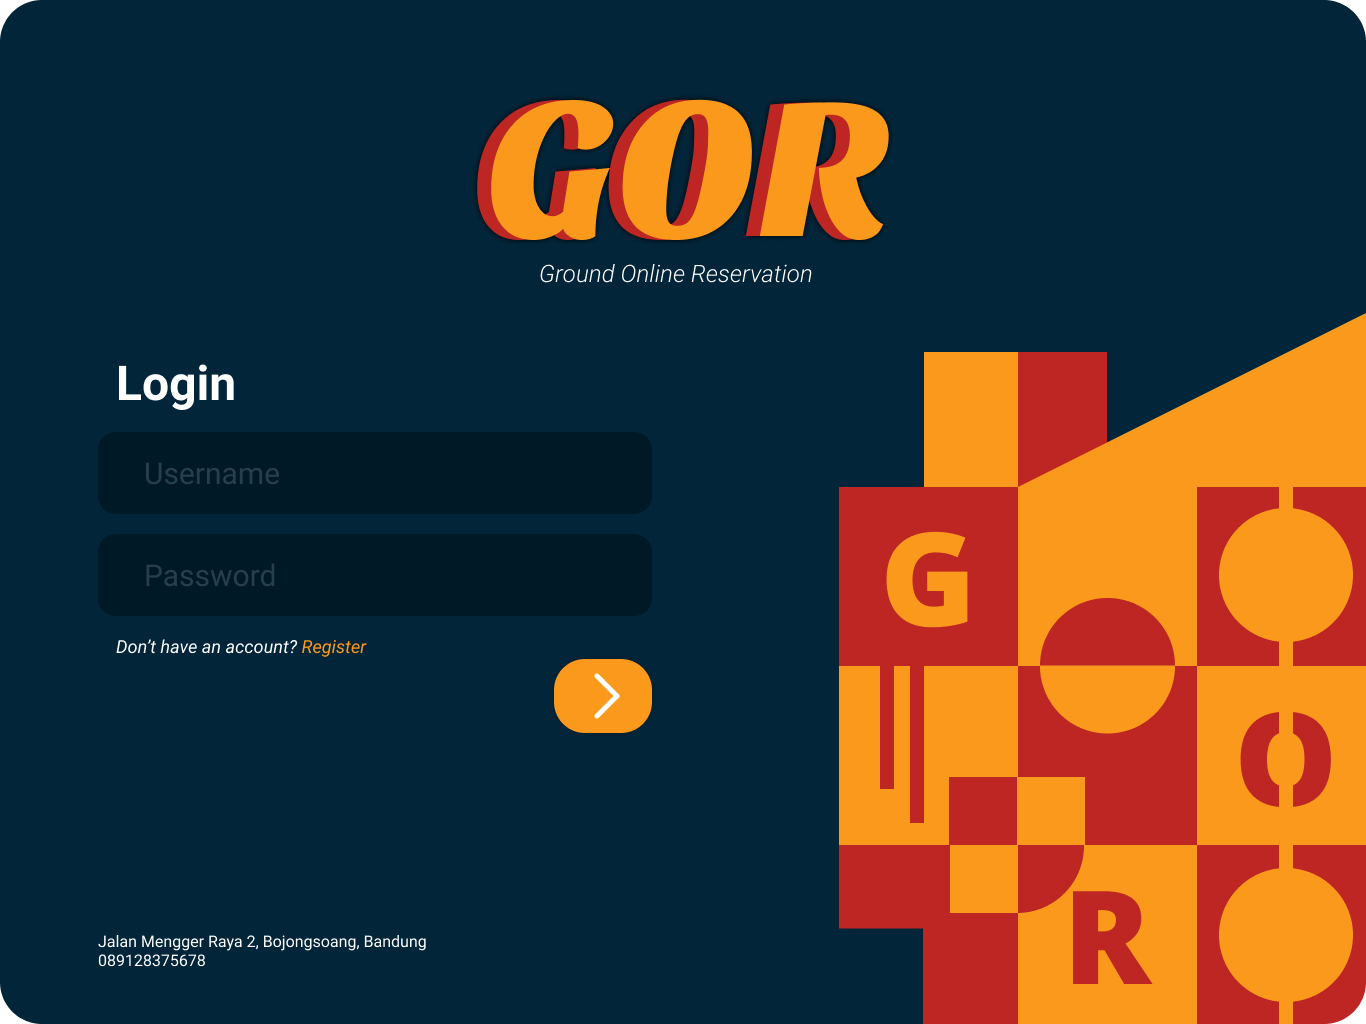 GOR
Ground Online Reservation
Login
Username
Password
Don’t have an account? Register
G
O
R
Jalan Mengger Raya 2, Bojongsoang, Bandung
089128375678